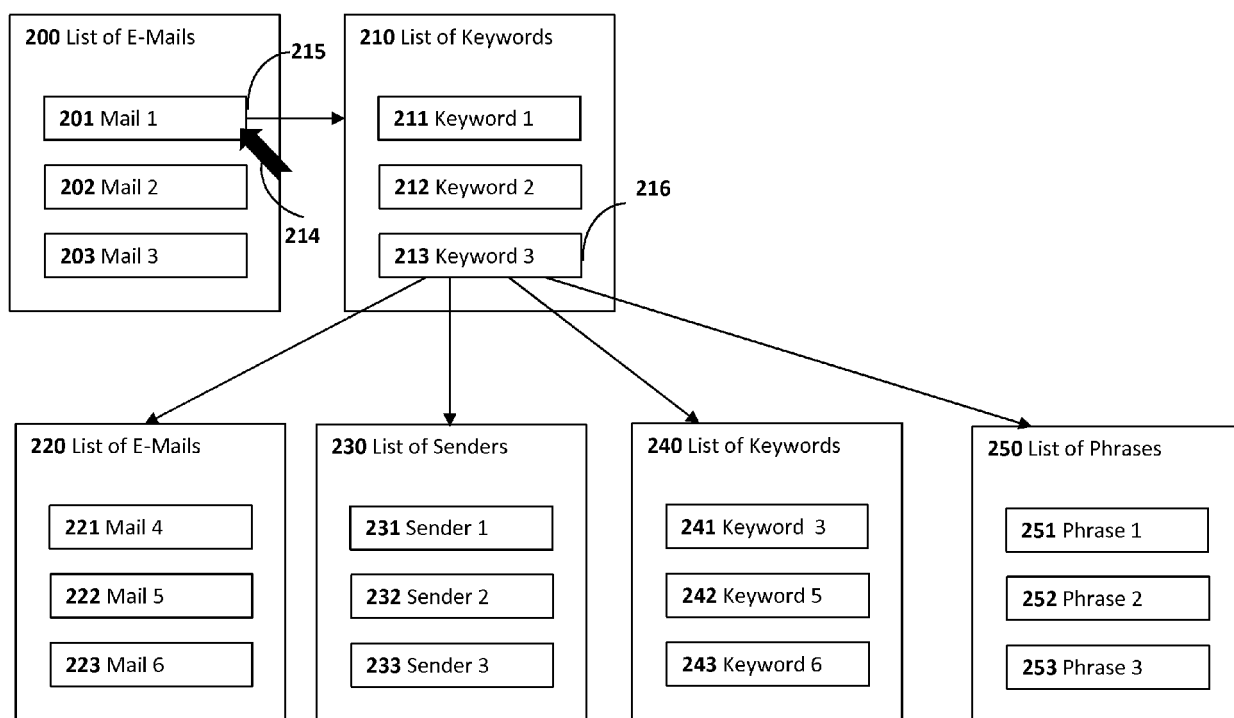 200 List of E-Mails
215
210 List of Keywords
201 Mail 1
211 Keyword 1
202 Mail 2
212 Keyword 2
216
214
203 Mail 3
213 Keyword 3
220 List of E-Mails
230 List of Senders
240 List of Keywords
250 List of Phrases
221 Mail 4
231 Sender 1
241 Keyword 3
251 Phrase 1
222 Mail 5
232 Sender 2
242 Keyword 5
252 Phrase 2
223 Mail 6
233 Sender 3
243 Keyword 6
253 Phrase 3